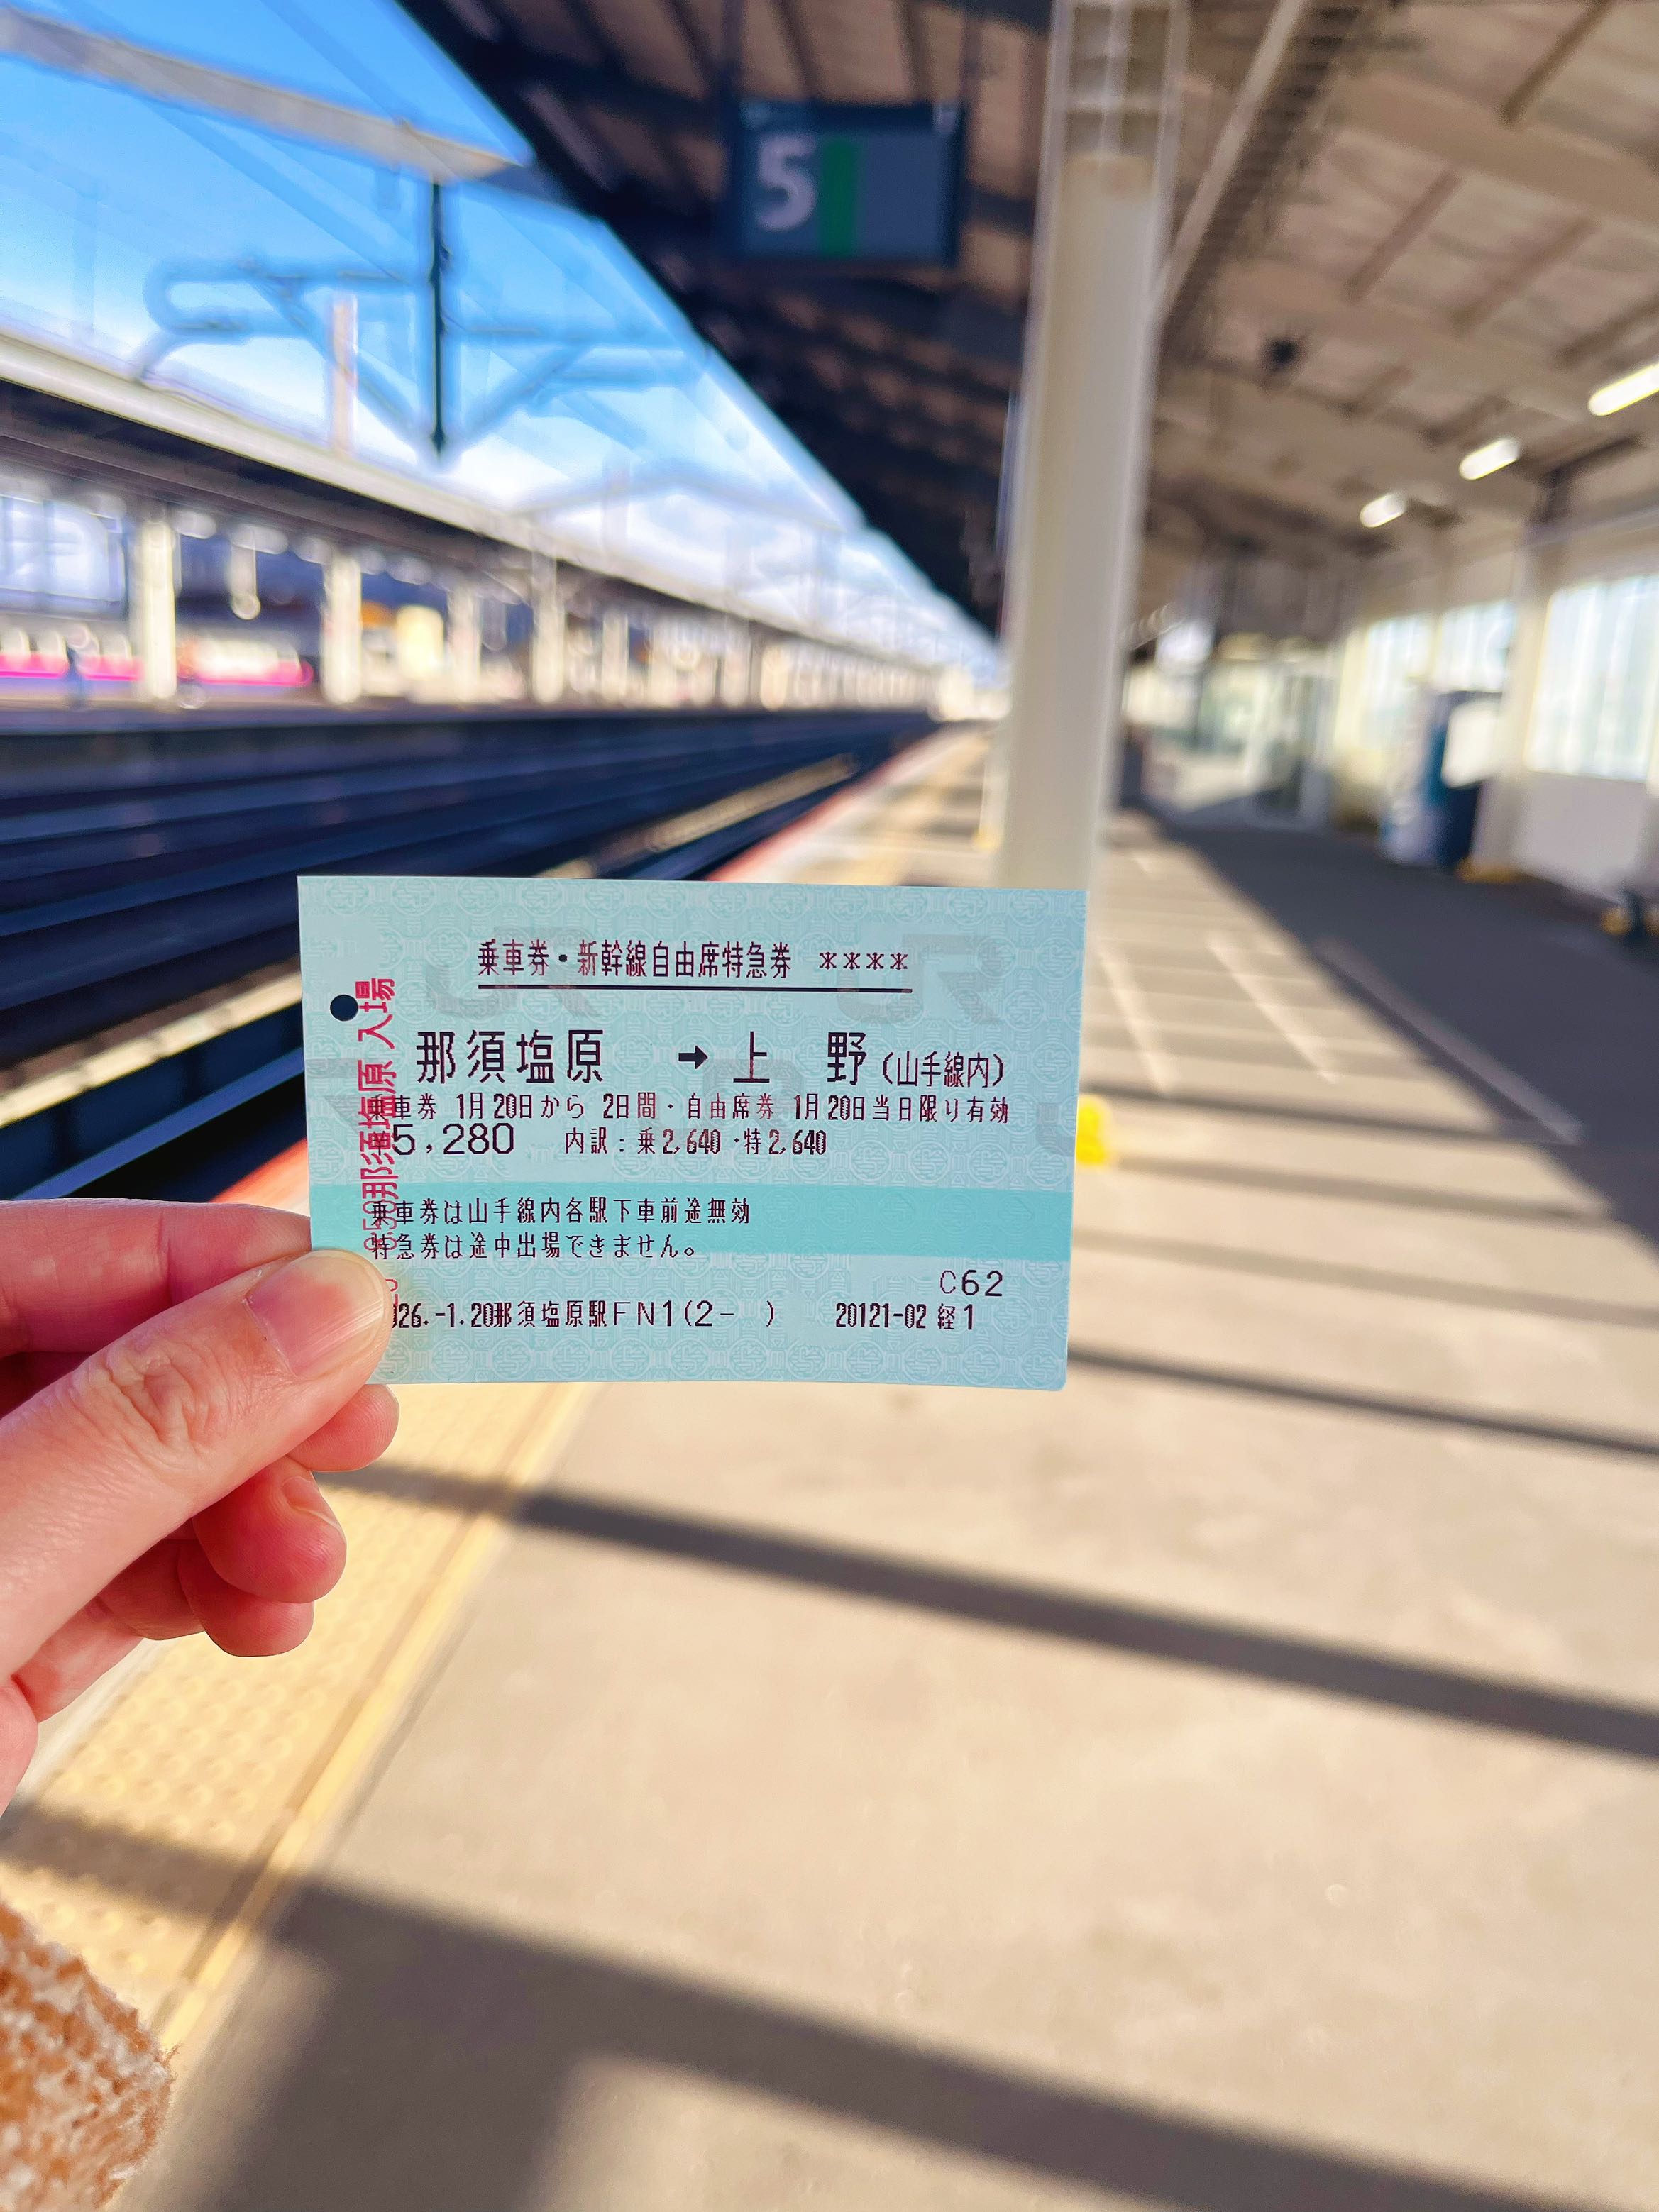 5
乗車券・新幹線自由席特急券 ****
那須塩原 → 上 野 (山手線内)
乗車券 1月20日から 2日間・自由席券 1月20日当日限り有効
5,280 内訳:乗2,640・特2,640
乗車券は山手線内各駅下車前途無効
特急券は途中出場できません。
C62
26.-1.20那須塩原駅FN1(2- ) 20121-02 経1
那須塩原 入場
JR JR